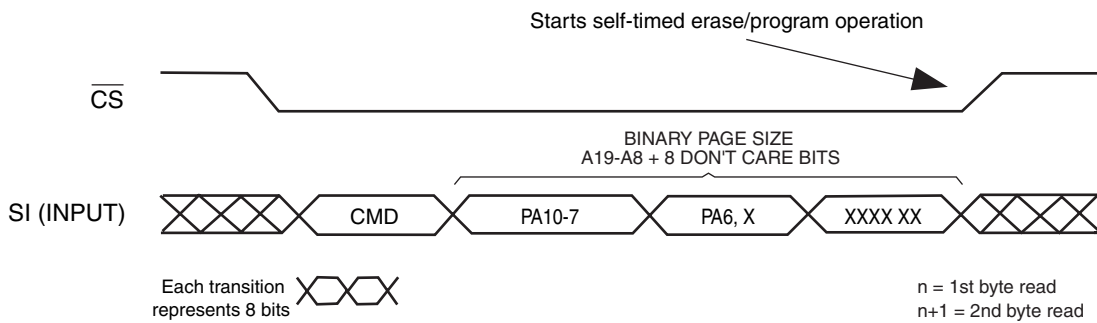 Starts self-timed erase/program operation
CS
BINARY PAGE SIZE
A19-A8 + 8 DON'T CARE BITS
SI (INPUT)
CMD
PA10-7
PA6, X
XXXX XX
Each transition
represents 8 bits
n = 1st byte read
n+1 = 2nd byte read